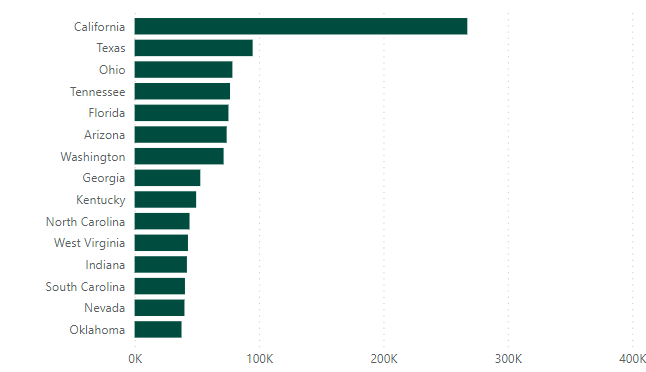 California
Texas
Ohio
Tennessee
Florida
Arizona
Washington
Georgia
Kentucky
North Carolina
West Virginia
Indiana
South Carolina
Nevada
Oklahoma
0K 100K 200K 300K 400K